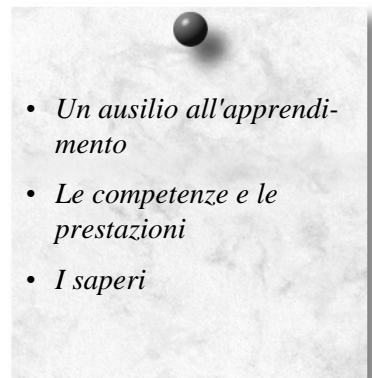 • Un ausilio all'apprendi-
mento
• Le competenze e le
prestazioni
• I saperi